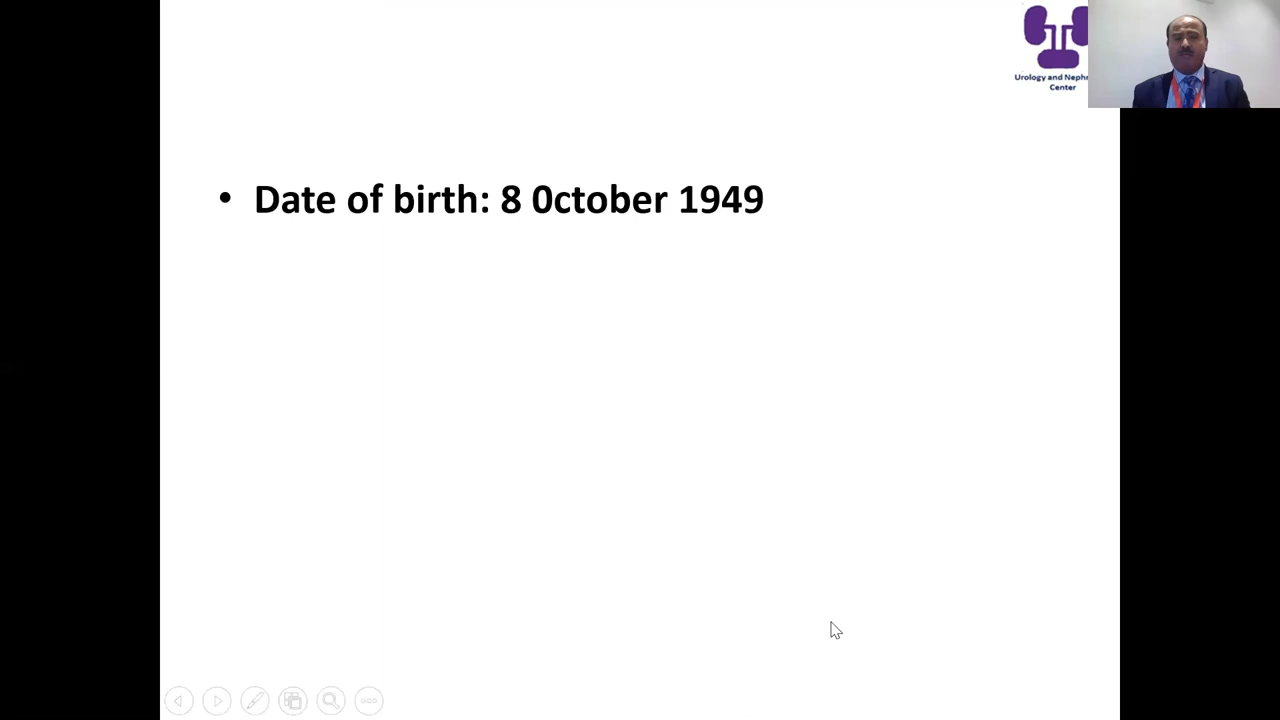 Urology and Nephr
Center
• Date of birth: 8 0ctober 1949